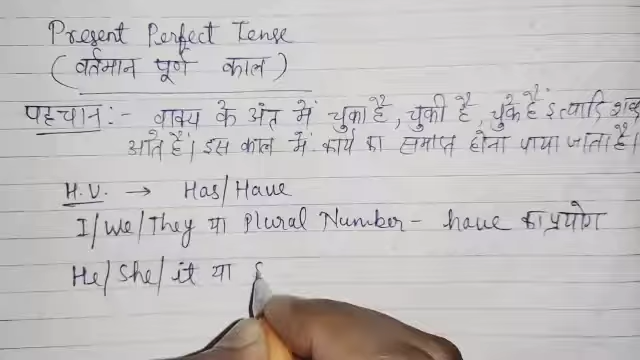 Present Perfect Tense
(वर्तमान पूर्ण काल)
पहचान :- वाक्य के अंत में चुका है, चुकी है, चुके हैं इत्यादि शब्द
आते हैं। इस काल में कार्य का समाप्त होना पाया जाता है।
H.V. → Has/Have
I/We/They या Plural Number - have का प्रयोग
He/She/it या